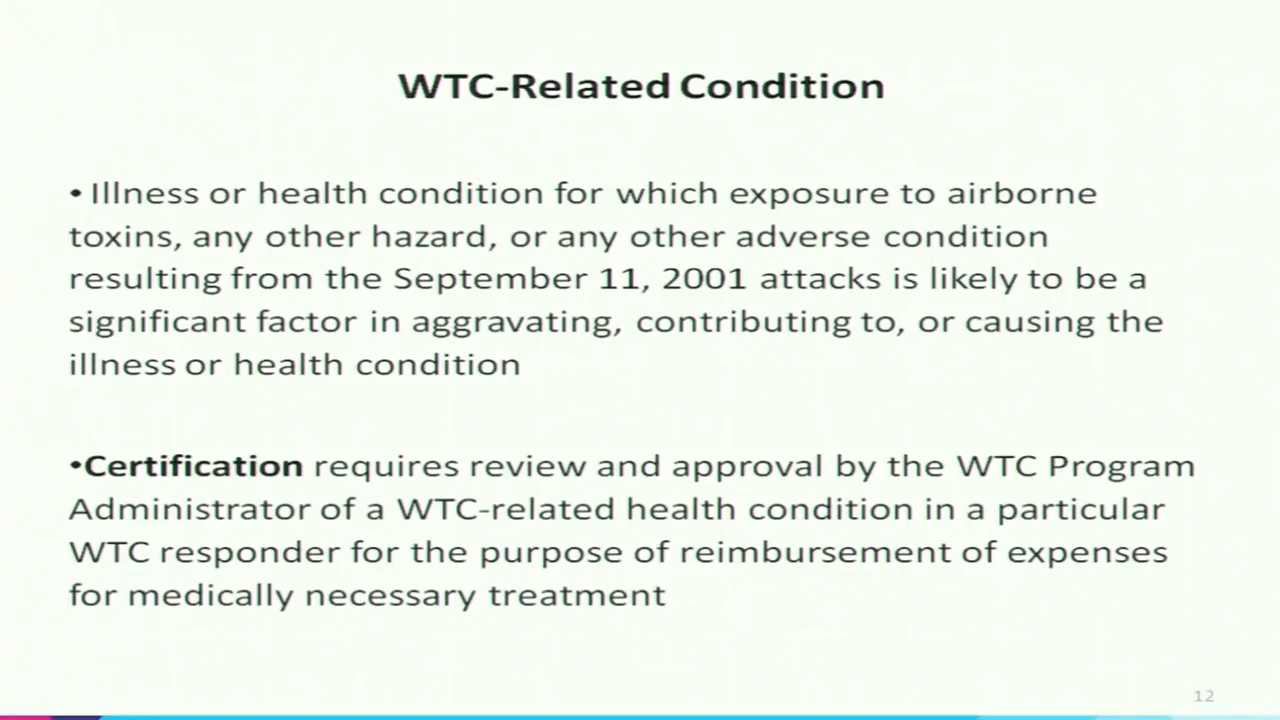 WTC-Related Condition
• Illness or health condition for which exposure to airborne
toxins, any other hazard, or any other adverse condition
resulting from the September 11, 2001 attacks is likely to be a
significant factor in aggravating, contributing to, or causing the
illness or health condition
•Certification requires review and approval by the WTC Program
Administrator of a WTC-related health condition in a particular
WTC responder for the purpose of reimbursement of expenses
for medically necessary treatment
12